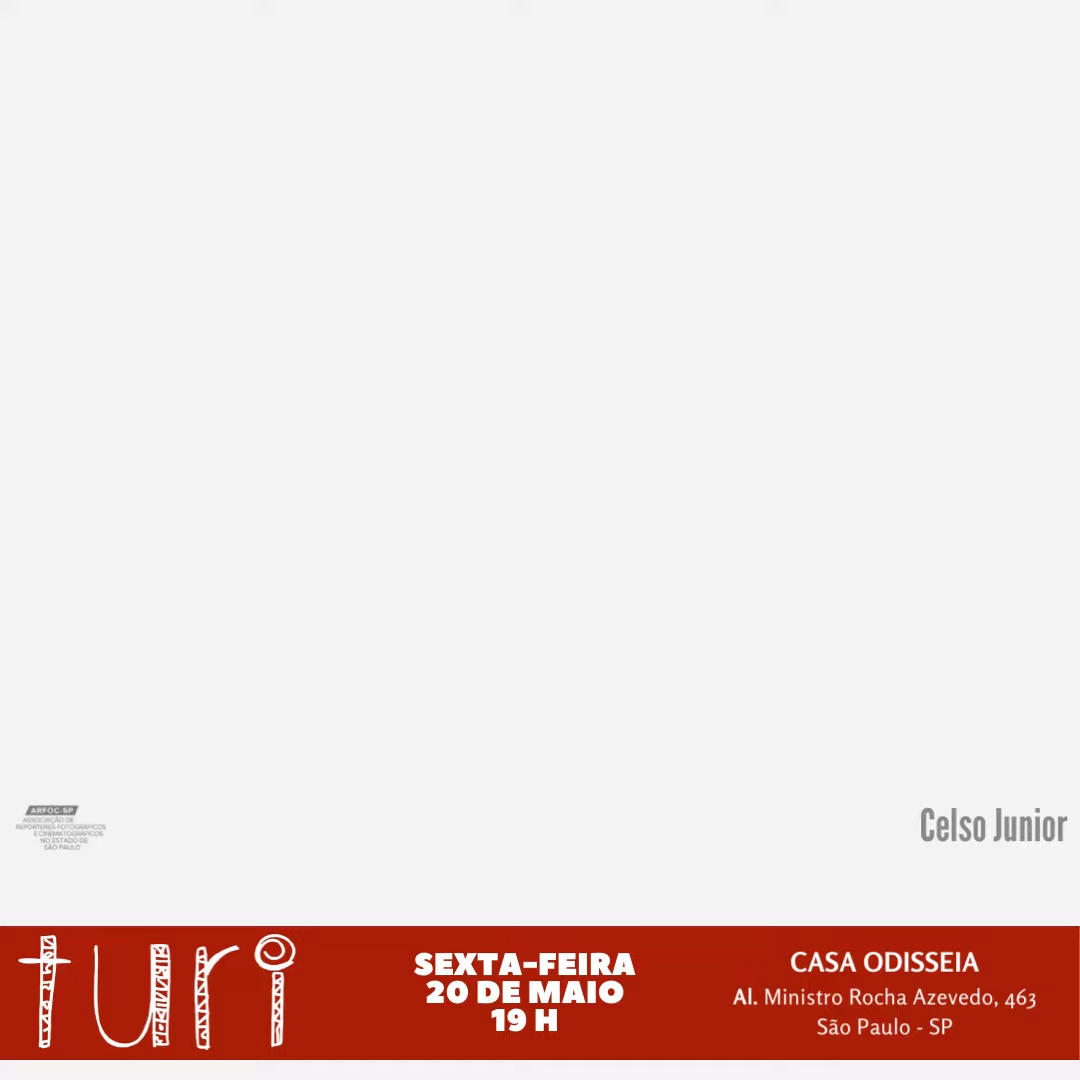 ARFOC-SP
ASSOCIAÇÃO DE
REPÓRTERES FOTOGRÁFICOS
E CINEMATOGRÁFICOS
NO ESTADO DE
SÃO PAULO
Celso Junior
turi
SEXTA-FEIRA
20 DE MAIO
19 H
CASA ODISSEIA
Al. Ministro Rocha Azevedo, 463
São Paulo - SP